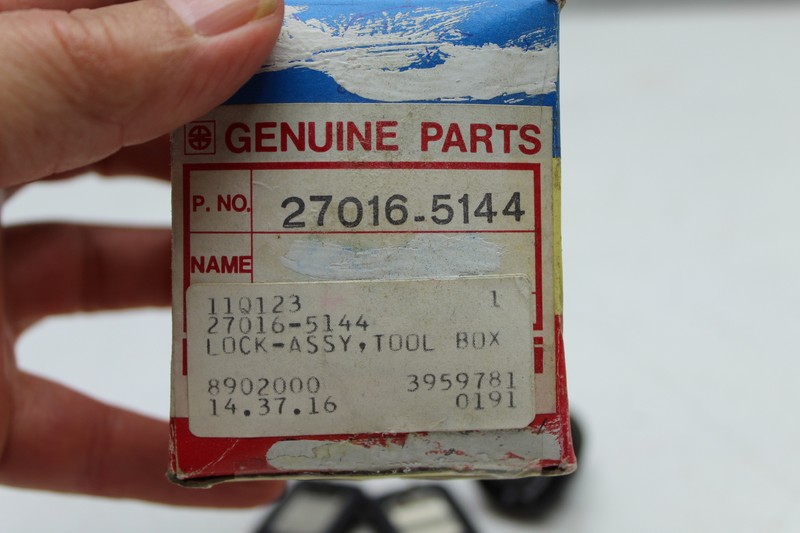 GENUINE PARTS
P. NO. 27016-5144
NAME
11Q123 1
27016-5144
LOCK-ASSY,TOOL BOX
8902000 3959781
14.37.16 0191